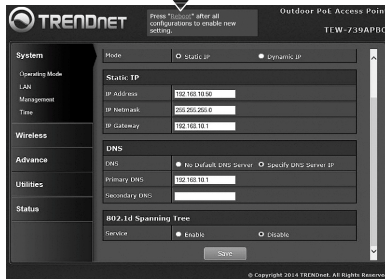 TRENDNET
Press "Reboot" after all
configurations to enable new
setting.
Outdoor PoE Access Poin
TEW-739APBO
System
Operating Mode
LAN
Management
Time
Wireless
Advance
Utilities
Status
Mode
Static IP
Dynamic IP
Static IP
IP Address
192.168.10.50
IP Netmask
255.255.255.0
IP Gateway
192.168.10.1
DNS
DNS
No Default DNS Server
Specify DNS Server IP
Primary DNS
192.168.10.1
Secondary DNS
802.1d Spanning Tree
Service
Enable
Disable
Save
© Copyright 2014 TRENDnet. All Rights Reserve